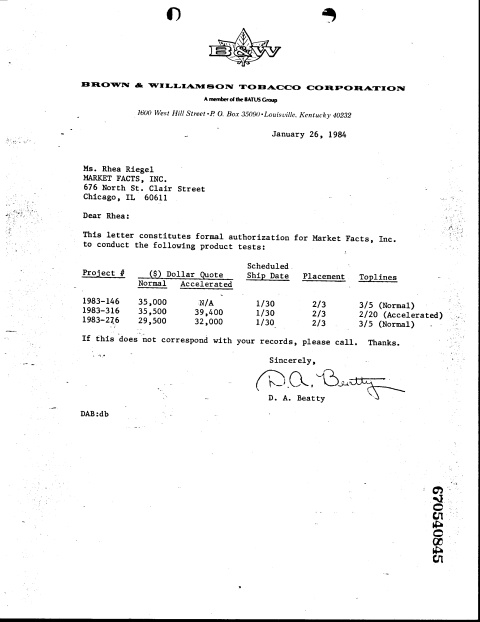 B&W
BROWN & WILLIAMSON TOBACCO CORPORATION
A member of the BATUS Group
1600 West Hill Street • P. O. Box 35090 • Louisville, Kentucky 40232
January 26, 1984
Ms. Rhea Riegel
MARKET FACTS, INC.
676 North St. Clair Street
Chicago, IL 60611
Dear Rhea:
This letter constitutes formal authorization for Market Facts, Inc.
to conduct the following product tests:
Scheduled
Project # ($) Dollar Quote Ship Date Placement Toplines
Normal Accelerated
1983-146 35,000 N/A 1/30 2/3 3/5 (Normal)
1983-316 35,500 39,400 1/30 2/3 2/20 (Accelerated)
1983-276 29,500 32,000 1/30 2/3 3/5 (Normal)
If this does not correspond with your records, please call. Thanks.
Sincerely,
D.A. Beatty
D. A. Beatty
DAB:db
670540845